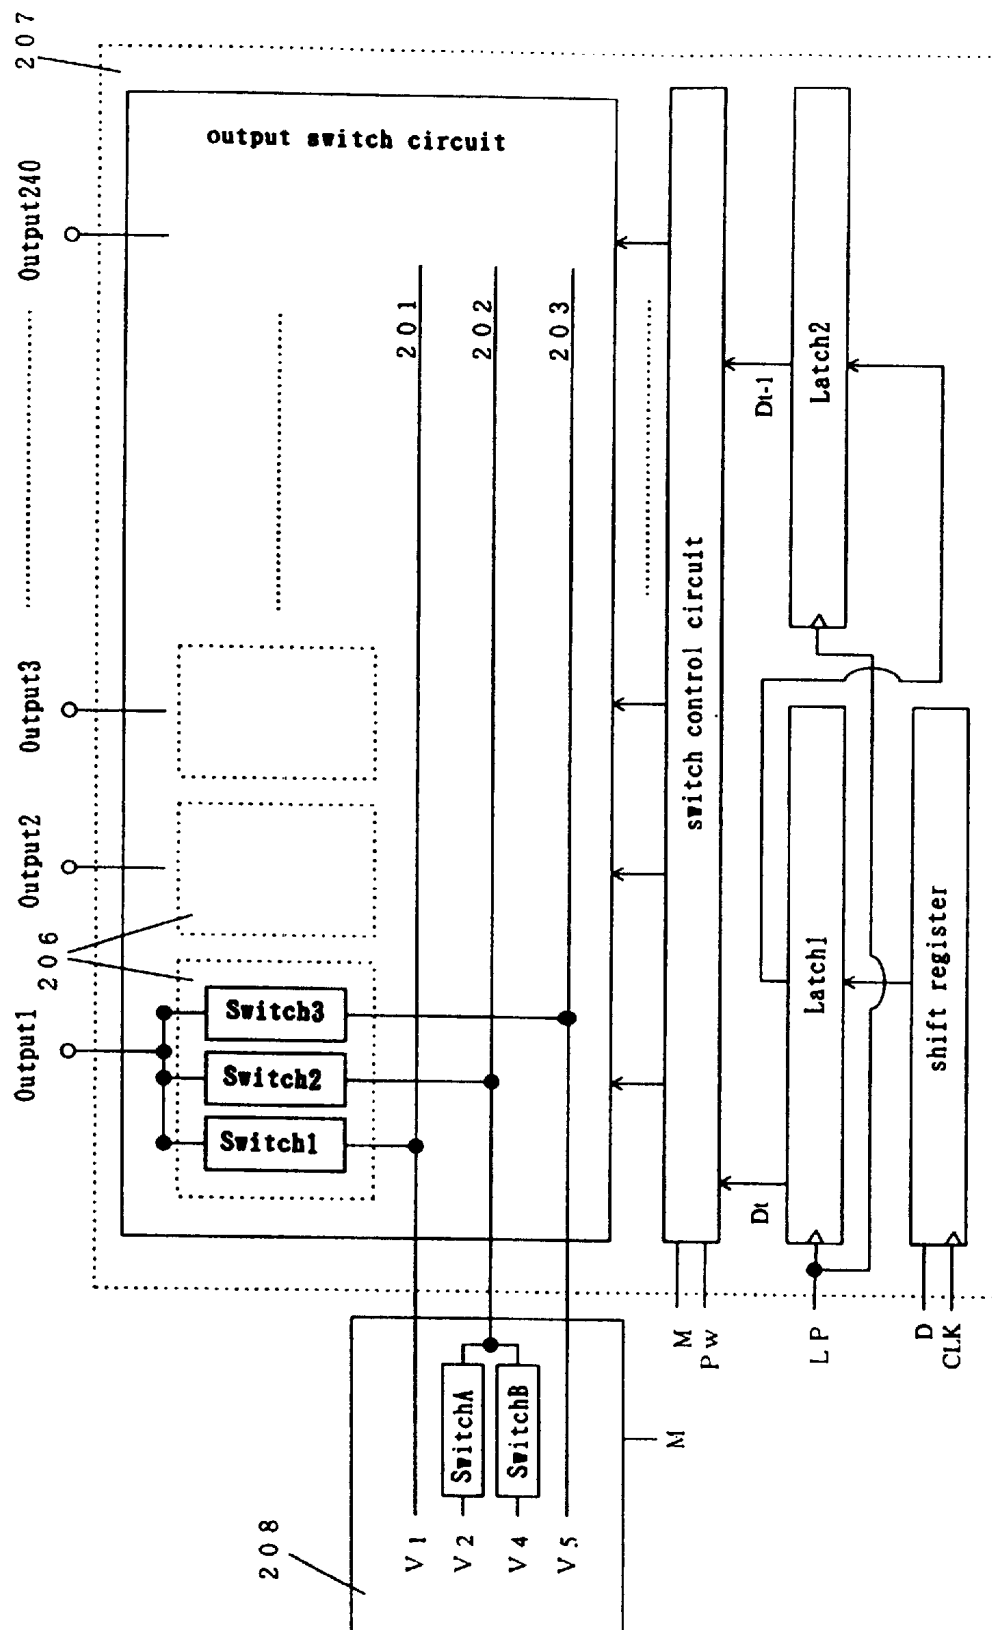 207
Output1
Output2
Output3
Output240
206
output switch circuit
Switch1
Switch2
Switch3
201
202
203
208
V1
V2
V4
V5
SwitchA
SwitchB
M
switch control circuit
M
Pw
Dt
Dt-1
Latch1
Latch2
LP
shift register
D
CLK